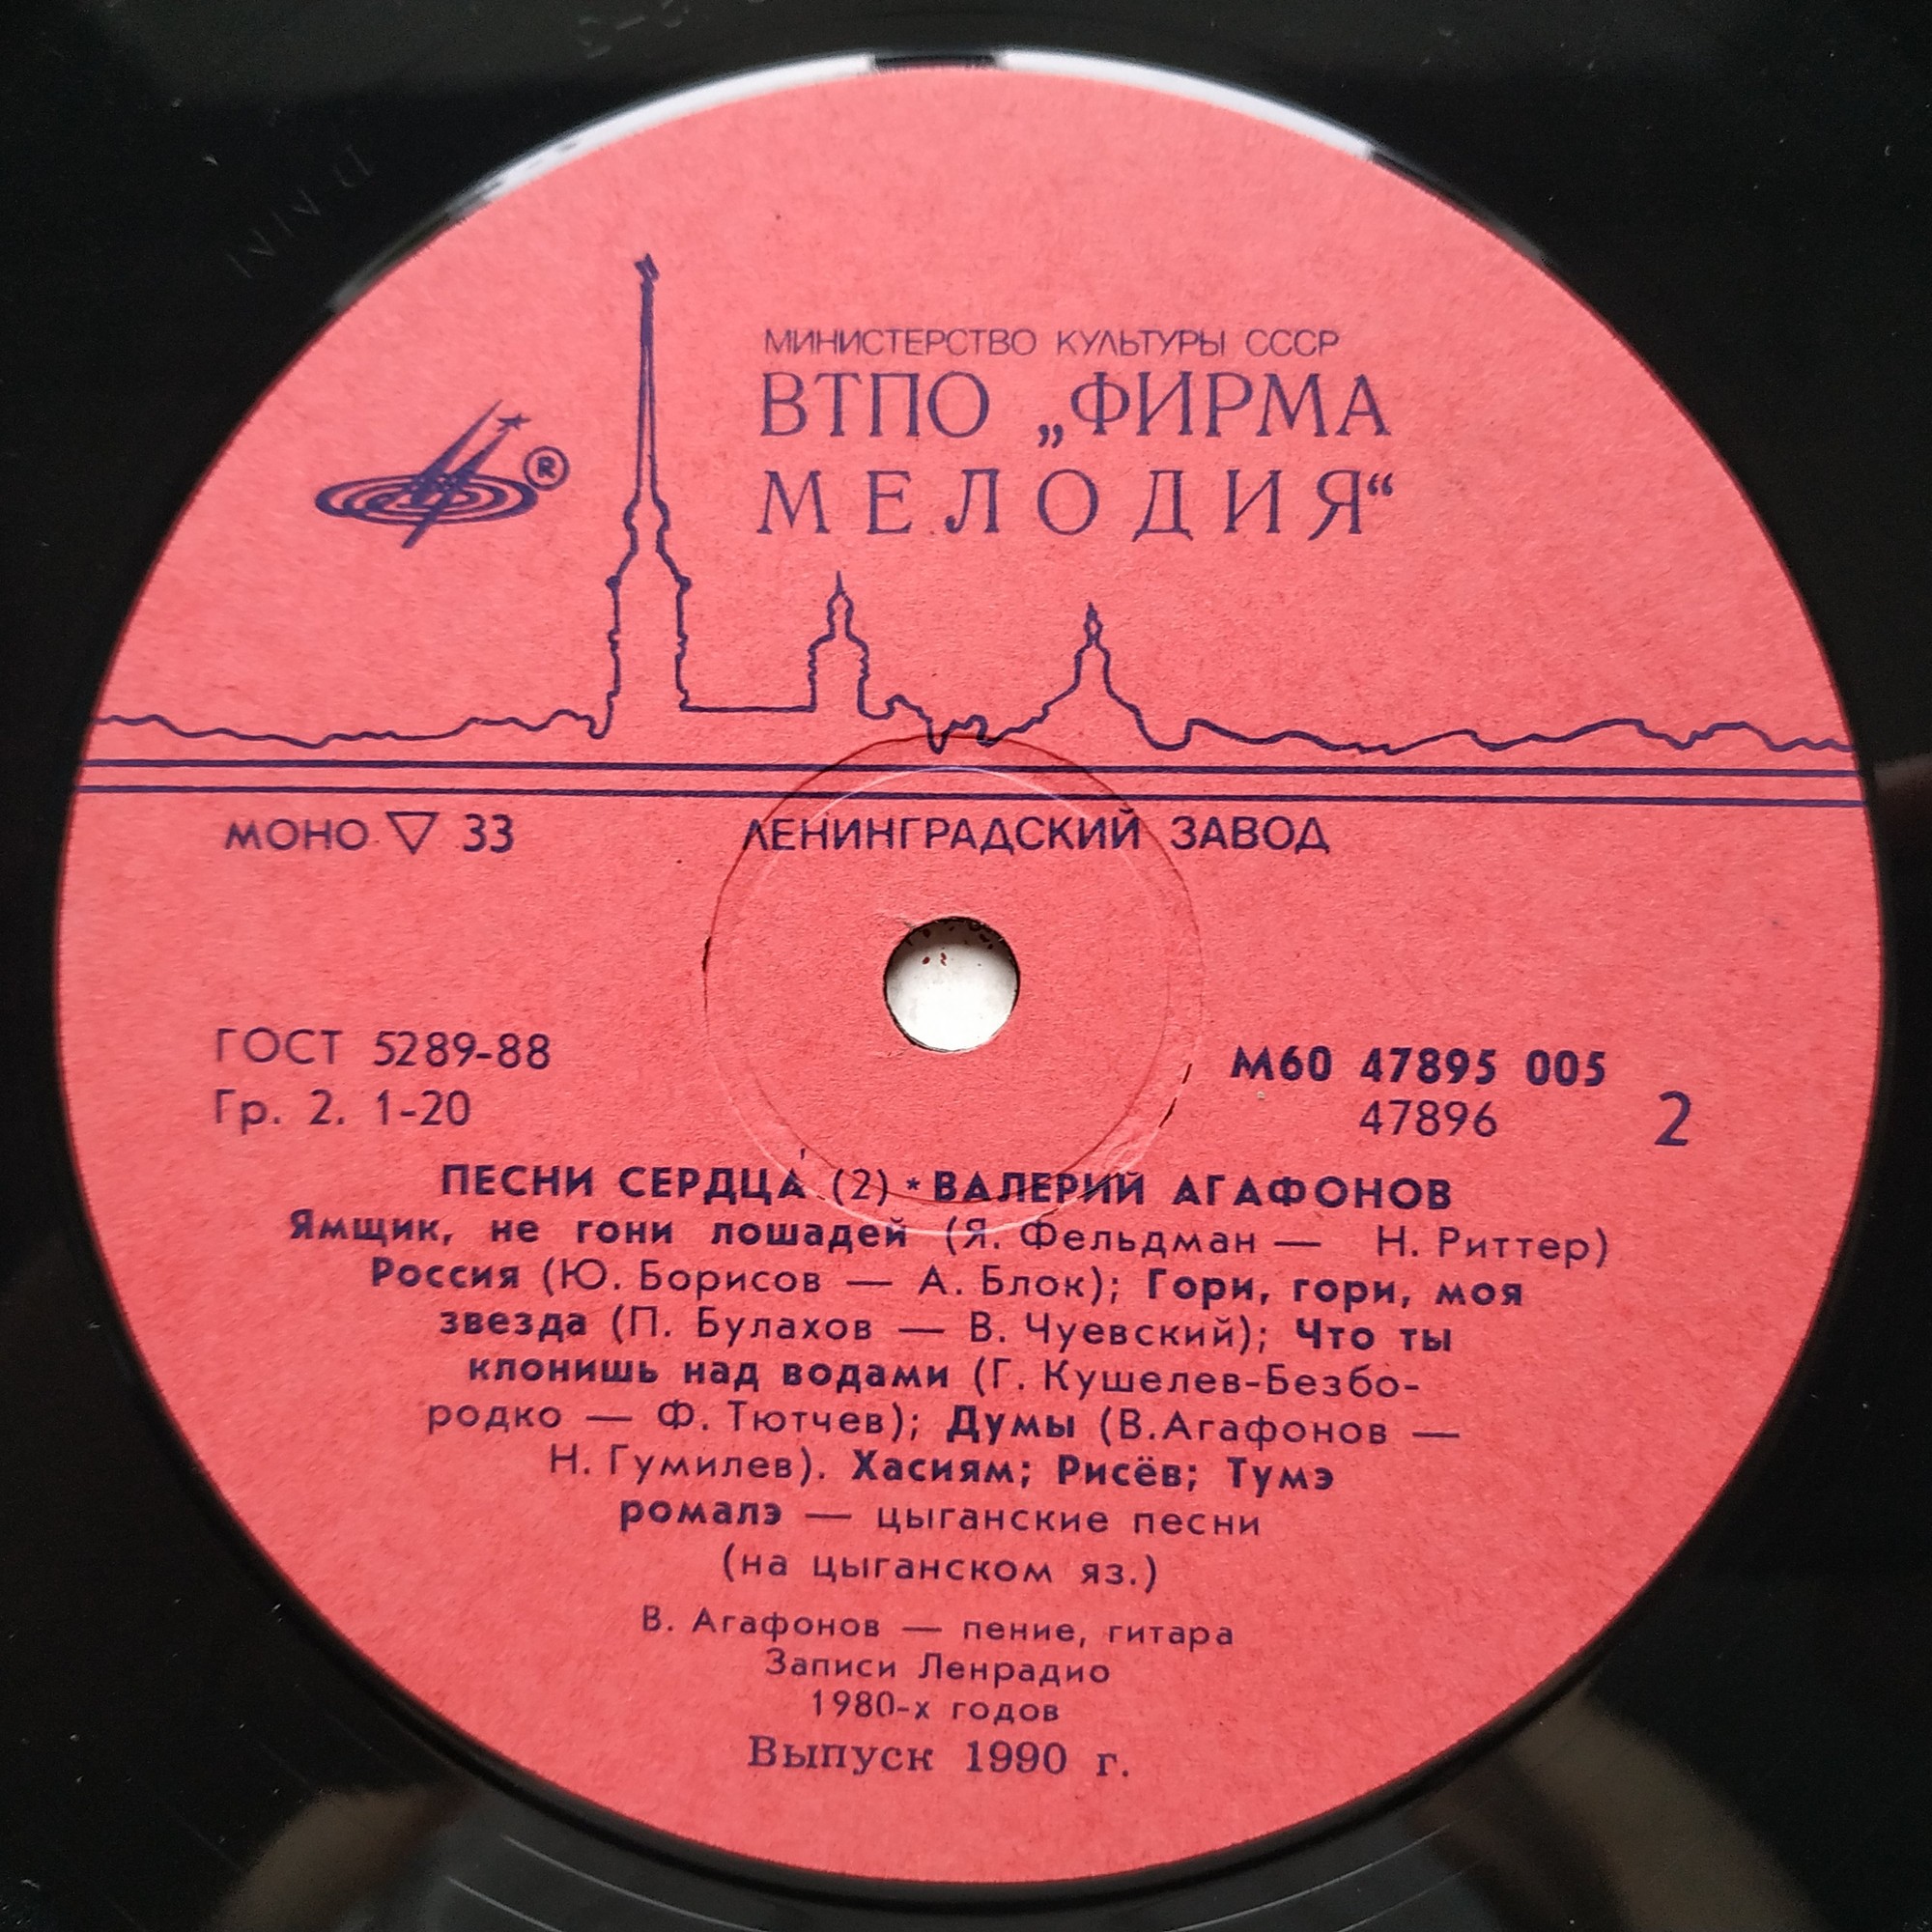 ®
МИНИСТЕРСТВО КУЛЬТУРЫ СССР
ВТПО „ФИРМА
МЕЛОДИЯ“
МОНО ▽ 33
ЛЕНИНГРАДСКИЙ ЗАВОД
ГОСТ 5289-88
Гр. 2. 1-20
М60 47895 005
47896
2
ПЕСНИ СЕРДЦА (2) * ВАЛЕРИЙ АГАФОНОВ
Ямщик, не гони лошадей (Я. Фельдман — Н. Риттер)
Россия (Ю. Борисов — А. Блок); Гори, гори, моя
звезда (П. Булахов — В. Чуевский); Что ты
клонишь над водами (Г. Кушелев-Безбо-
родко — Ф. Тютчев); Думы (В.Агафонов —
Н. Гумилев). Хасиям; Рисёв; Тумэ
ромалэ — цыганские песни
(на цыганском яз.)
В. Агафонов — пение, гитара
Записи Ленрадио
1980-х годов
Выпуск 1990 г.